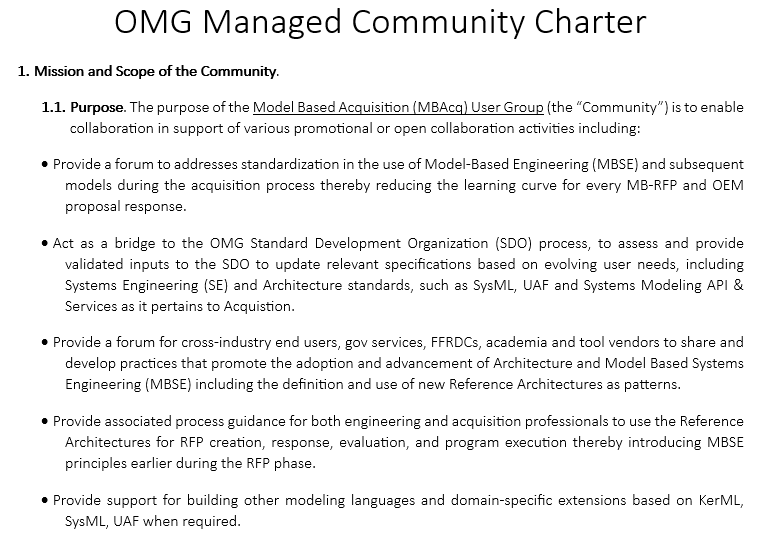 OMG Managed Community Charter
1. Mission and Scope of the Community.
1.1. Purpose. The purpose of the Model Based Acquisition (MBAcq) User Group (the “Community”) is to enable
collaboration in support of various promotional or open collaboration activities including:
• Provide a forum to addresses standardization in the use of Model-Based Engineering (MBSE) and subsequent
models during the acquisition process thereby reducing the learning curve for every MB-RFP and OEM
proposal response.
• Act as a bridge to the OMG Standard Development Organization (SDO) process, to assess and provide
validated inputs to the SDO to update relevant specifications based on evolving user needs, including
Systems Engineering (SE) and Architecture standards, such as SysML, UAF and Systems Modeling API &
Services as it pertains to Acquistion.
• Provide a forum for cross-industry end users, gov services, FFRDCs, academia and tool vendors to share and
develop practices that promote the adoption and advancement of Architecture and Model Based Systems
Engineering (MBSE) including the definition and use of new Reference Architectures as patterns.
• Provide associated process guidance for both engineering and acquisition professionals to use the Reference
Architectures for RFP creation, response, evaluation, and program execution thereby introducing MBSE
principles earlier during the RFP phase.
• Provide support for building other modeling languages and domain-specific extensions based on KerML,
SysML, UAF when required.